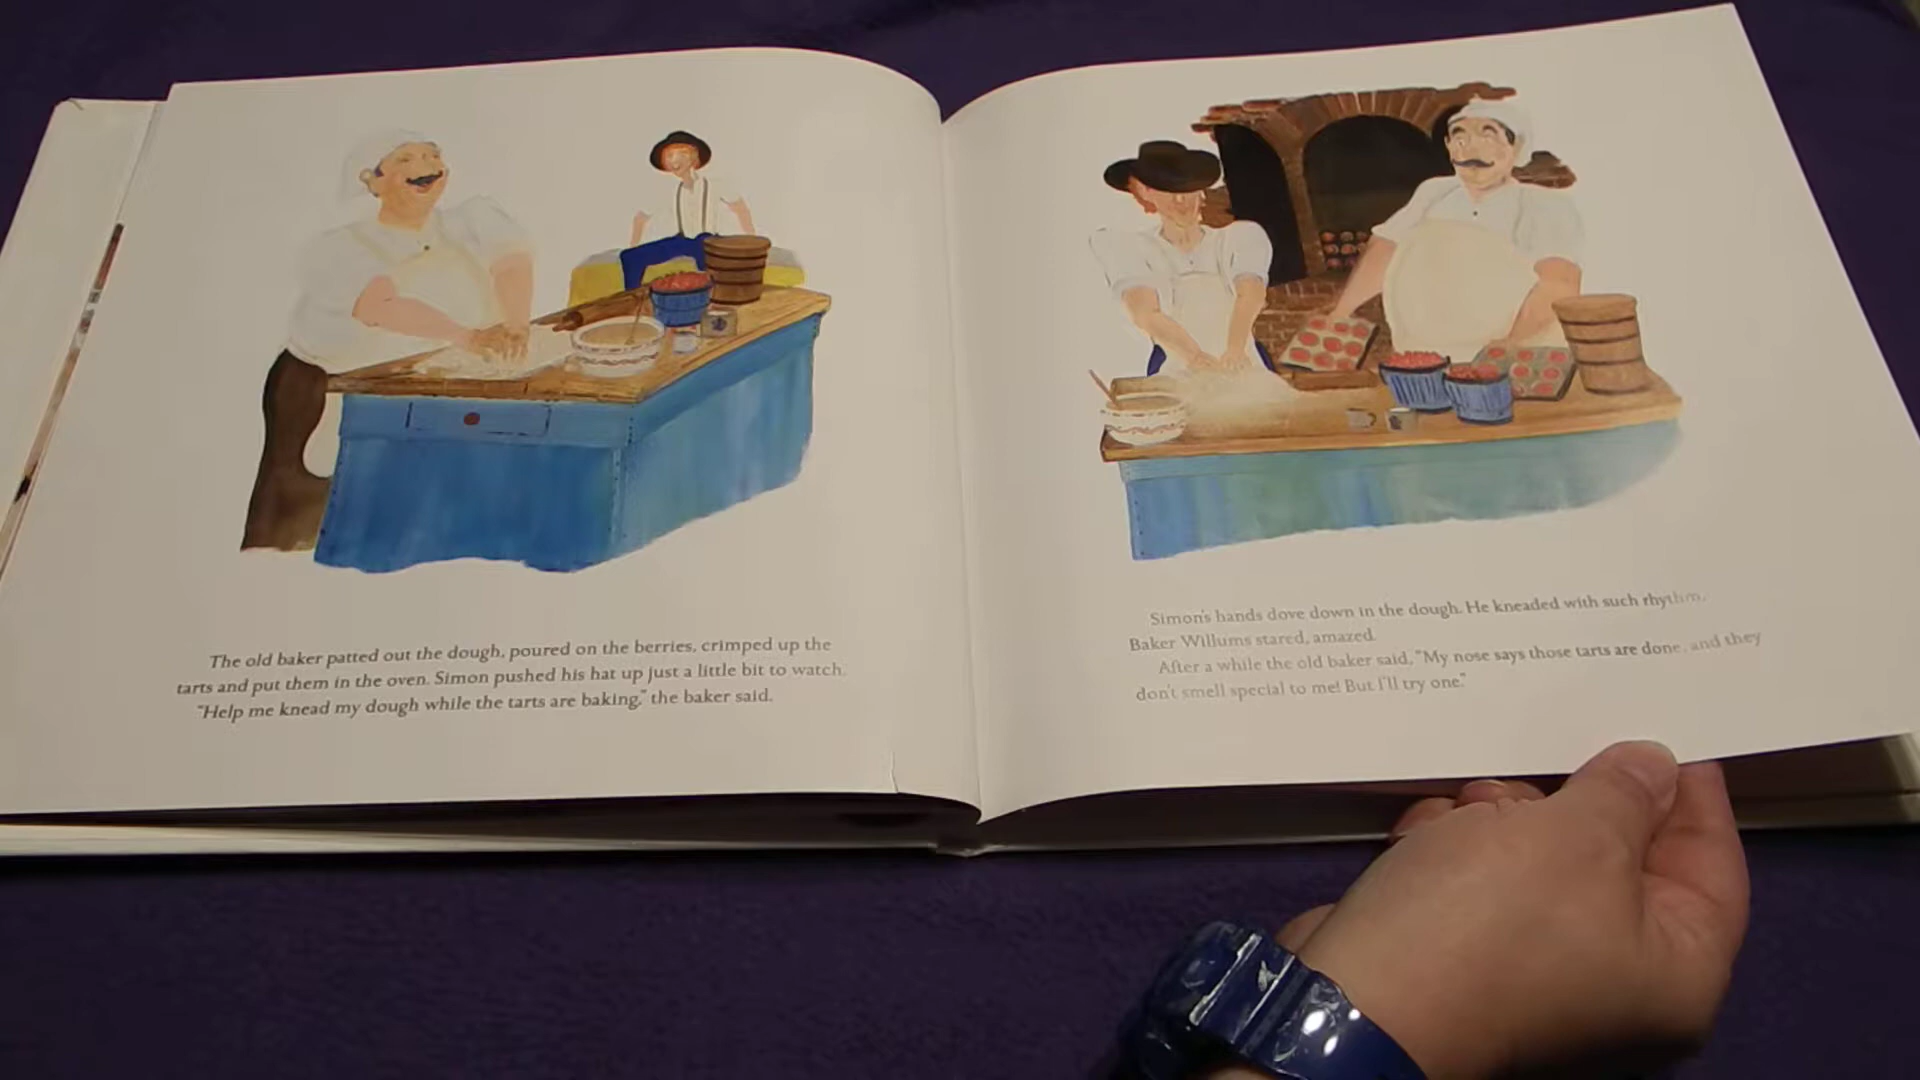 The old baker patted out the dough, poured on the berries, crimped up the
tarts and put them in the oven. Simon pushed his hat up just a little bit to watch.
"Help me knead my dough while the tarts are baking," the baker said.
Simon's hands dove down in the dough. He kneaded with such rhythm,
Baker Willums stared, amazed.
After a while the old baker said, "My nose says those tarts are done, and they
don't smell special to me! But I'll try one."